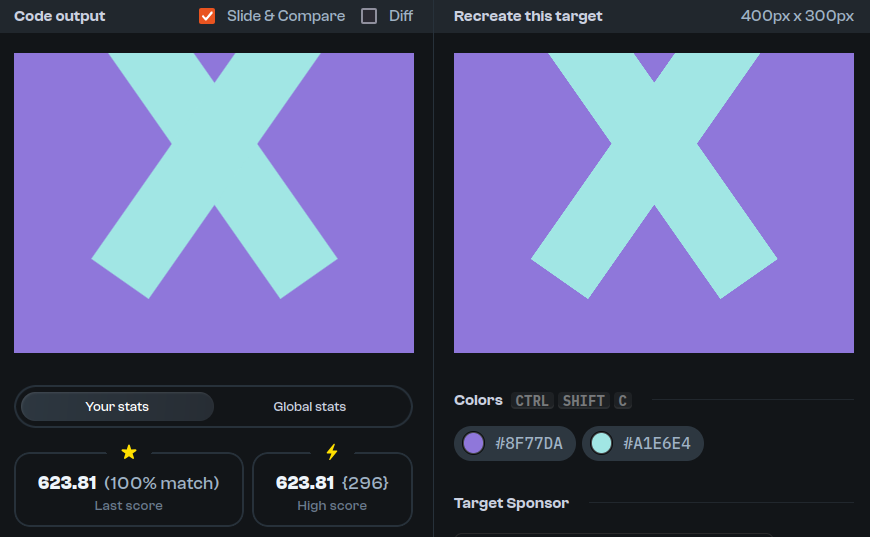 Code output
Slide & Compare
Diff
Recreate this target
400px x 300px
Your stats
Global stats
623.81 (100% match)
Last score
623.81 {296}
High score
Colors CTRL SHIFT C
#8F77DA
#A1E6E4
Target Sponsor